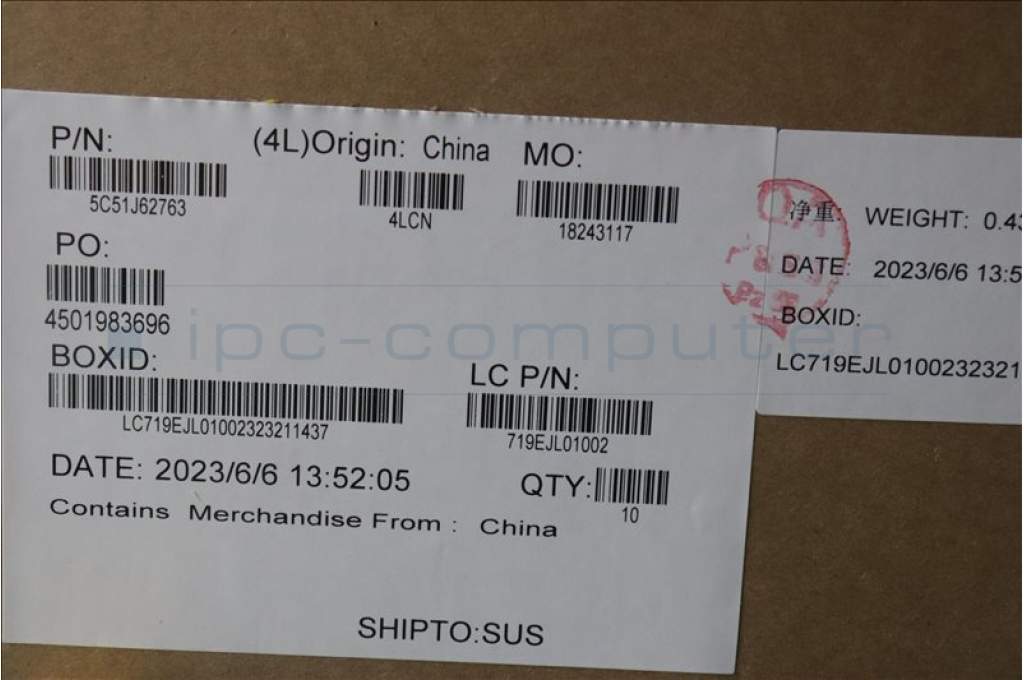 P/N:
5C51J62763
(4L)Origin: China
4LCN
MO:
18243117
PO:
4501983696
BOXID:
LC719EJL01002323211437
LC P/N:
719EJL01002
DATE: 2023/6/6 13:52:05
QTY:
10
Contains Merchandise From : China
SHIPTO:SUS
净重: WEIGHT: 0.43
DATE: 2023/6/6 13:5
BOXID:
LC719EJL0100232321
ipc-computer